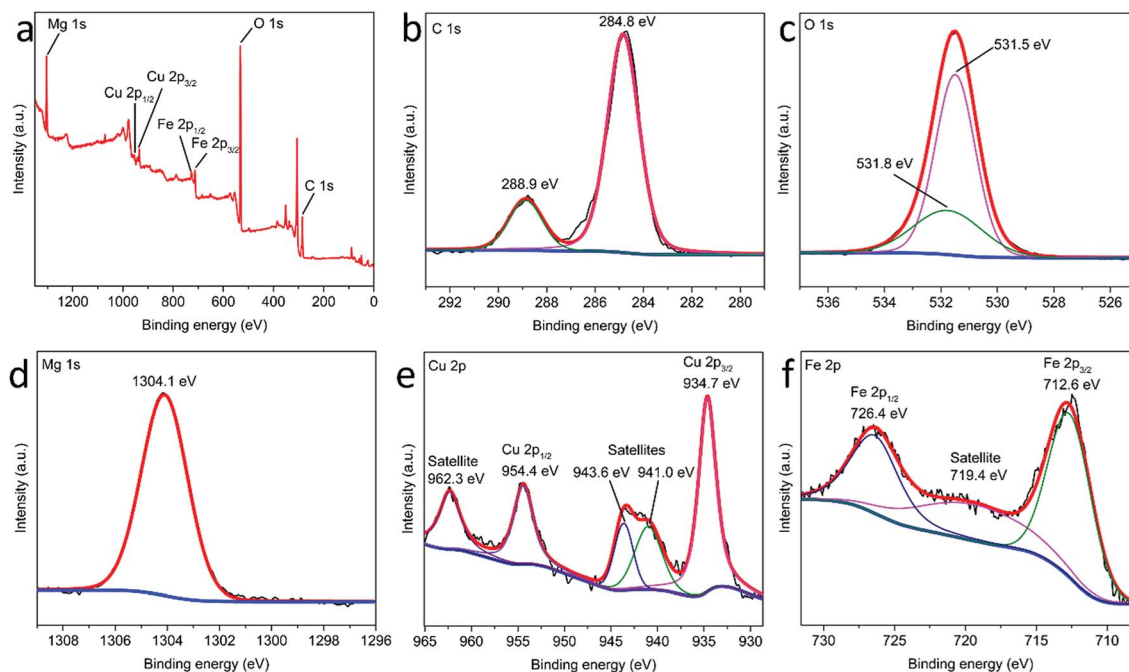 a
Mg 1s
O 1s
Cu 2p3/2
Cu 2p1/2
Fe 2p1/2
Fe 2p3/2
C 1s
Intensity (a.u.)
1200 1000 800 600 400 200 0
Binding energy (eV)
b
C 1s
284.8 eV
288.9 eV
Intensity (a.u.)
292 290 288 286 284 282 280
Binding energy (eV)
c
O 1s
531.5 eV
531.8 eV
Intensity (a.u.)
536 534 532 530 528 526
Binding energy (eV)
d
Mg 1s
1304.1 eV
Intensity (a.u.)
1308 1306 1304 1302 1300 1298 1296
Binding energy (eV)
e
Cu 2p
Cu 2p3/2
934.7 eV
Cu 2p1/2
954.4 eV
Satellites
943.6 eV 941.0 eV
Satellite
962.3 eV
Intensity (a.u.)
965 960 955 950 945 940 935 930
Binding energy (eV)
f
Fe 2p
Fe 2p3/2
712.6 eV
Fe 2p1/2
726.4 eV
Satellite
719.4 eV
Intensity (a.u.)
730 725 720 715 710
Binding energy (eV)